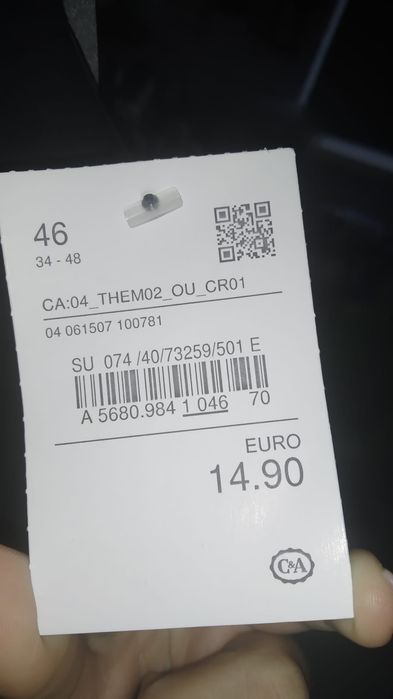 46
34 - 48
CA:04_THEM02_OU_CR01
04 061507 100781
SU 074 /40/73259/501 E
A 5680.984 1 046 70
EURO
14.90
C&A